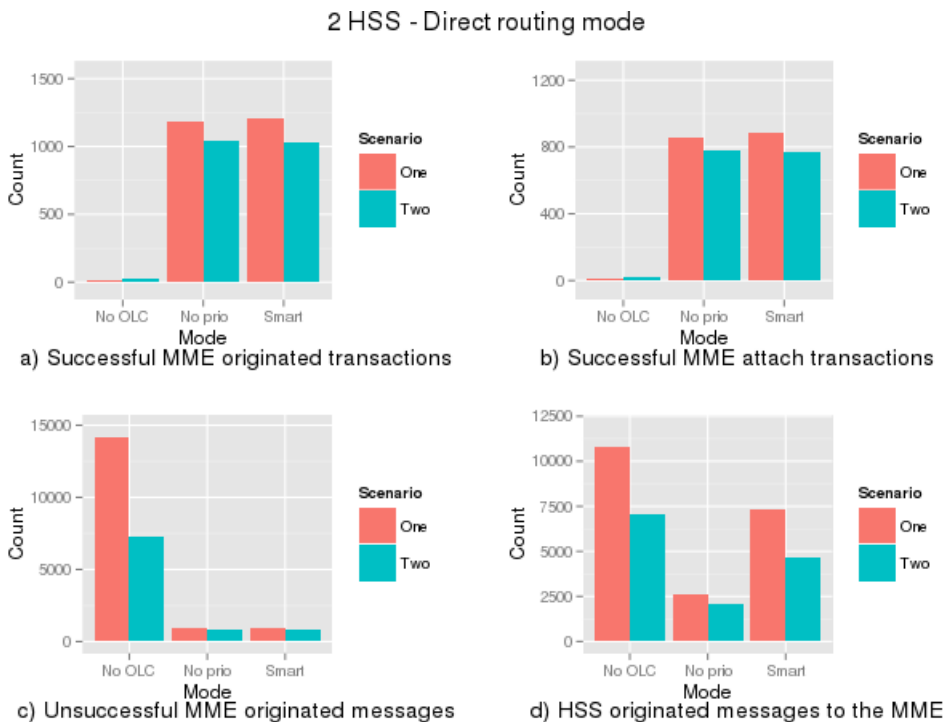 2 HSS - Direct routing mode
1500
1000
500
0
Count
No OLC No prio Smart
Mode
Scenario
One
Two
a) Successful MME originated transactions
1200
800
400
0
Count
No OLC No prio Smart
Mode
Scenario
One
Two
b) Successful MME attach transactions
15000
10000
5000
0
Count
No OLC No prio Smart
Mode
Scenario
One
Two
c) Unsuccessful MME originated messages
12500
10000
7500
5000
2500
0
Count
No OLC No prio Smart
Mode
Scenario
One
Two
d) HSS originated messages to the MME